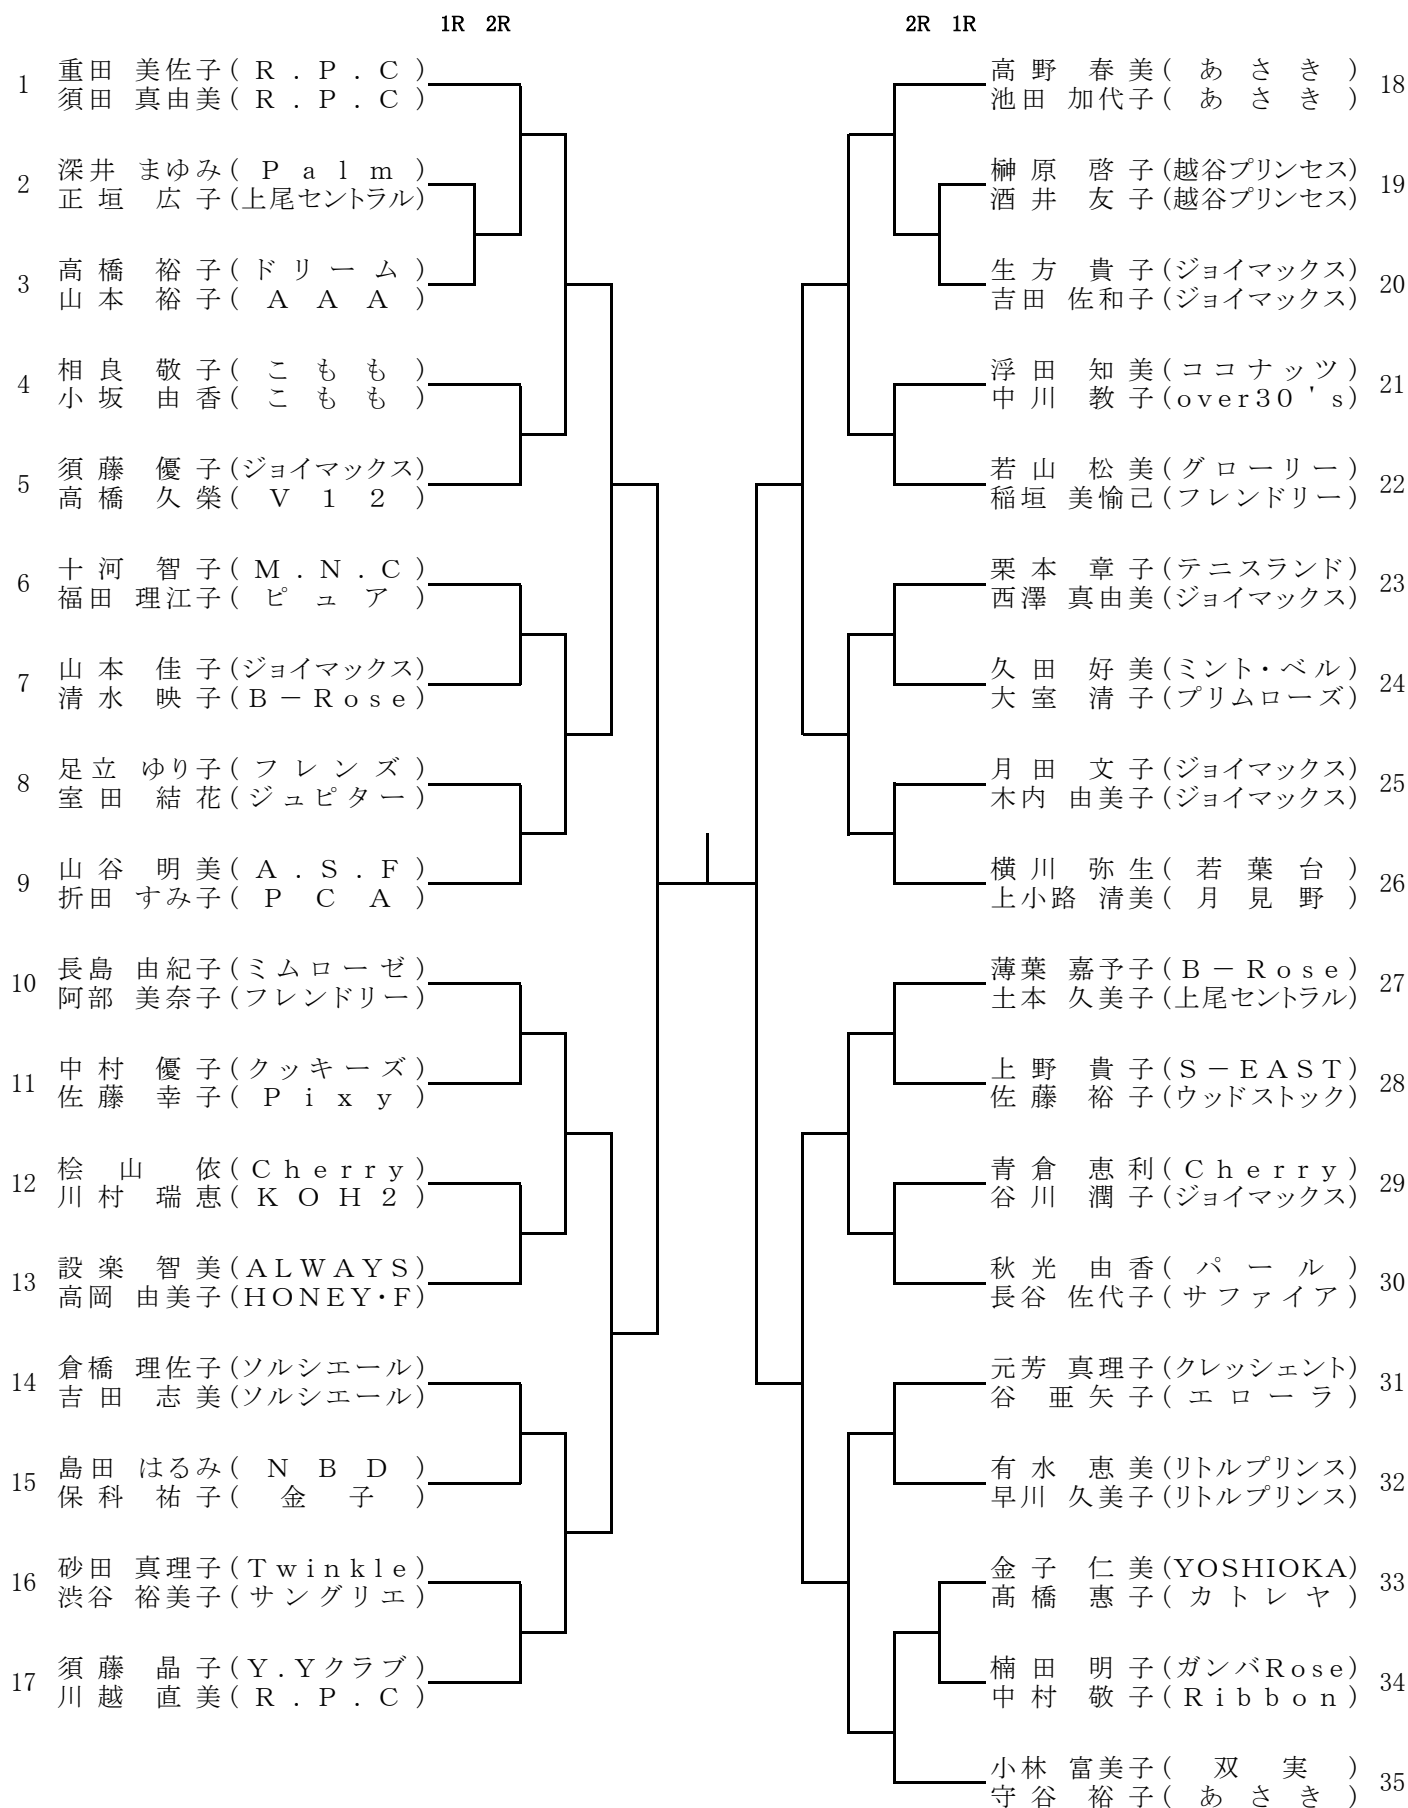 1R 2R
2R 1R
1 重田 美佐子(R.P.C)
須田 真由美(R.P.C)
2 深井 まゆみ(Palm)
正垣 広子(上尾セントラル)
3 高橋 裕子(ドリーム)
山本 裕子(AAA)
4 相良 敬子(こもも)
小坂 由香(こもも)
5 須藤 優子(ジョイマックス)
高橋 久榮(V12)
6 十河 智子(M.N.C)
福田 理江子(ピュア)
7 山本 佳子(ジョイマックス)
清水 映子(B-Rose)
8 足立 ゆり子(フレンズ)
室田 結花(ジュピター)
9 山谷 明美(A.S.F)
折田 すみ子(PCA)
10 長島 由紀子(ミムローゼ)
阿部 美奈子(フレンドリー)
11 中村 優子(クッキーズ)
佐藤 幸子(Pixy)
12 桧山 依(Cherry)
川村 瑞恵(KOH2)
13 設楽 智美(ALWAYS)
高岡 由美子(HONEY・F)
14 倉橋 理佐子(ソルシエール)
吉田 志美(ソルシエール)
15 島田 はるみ(NBD)
保科 祐子(金子)
16 砂田 真理子(Twinkle)
渋谷 裕美子(サングリエ)
17 須藤 晶子(Y.Yクラブ)
川越 直美(R.P.C)
高野 春美(あさき) 18
池田 加代子(あさき)
榊原 啓子(越谷プリンセス) 19
酒井 友子(越谷プリンセス)
生方 貴子(ジョイマックス) 20
吉田 佐和子(ジョイマックス)
浮田 知美(ココナッツ) 21
中川 教子(over30's)
若山 松美(グローリー) 22
稲垣 美愉己(フレンドリー)
栗本 章子(テニスランド) 23
西澤 真由美(ジョイマックス)
久田 好美(ミント・ベル) 24
大室 清子(プリムローズ)
月田 文子(ジョイマックス) 25
木内 由美子(ジョイマックス)
横川 弥生(若葉台) 26
上小路 清美(月見野)
薄葉 嘉予子(B-Rose) 27
土本 久美子(上尾セントラル)
上野 貴子(S-EAST) 28
佐藤 裕子(ウッドストック)
青倉 恵利(Cherry) 29
谷川 潤子(ジョイマックス)
秋光 由香(パール) 30
長谷 佐代子(サファイア)
元芳 真理子(クレッシェント) 31
谷 亜矢子(エローラ)
有水 恵美(リトルプリンス) 32
早川 久美子(リトルプリンス)
金子 仁美(YOSHIOKA) 33
髙橋 惠子(カトレヤ)
楠田 明子(ガンバRose) 34
中村 敬子(Ribbon)
小林 富美子(双実) 35
守谷 裕子(あさき)